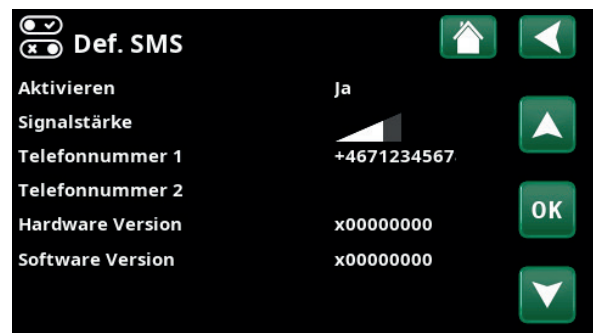 Def. SMS
Aktivieren Ja
Signalstärke
Telefonnummer 1 +4671234567
Telefonnummer 2
OK
Hardware Version x00000000
Software Version x00000000